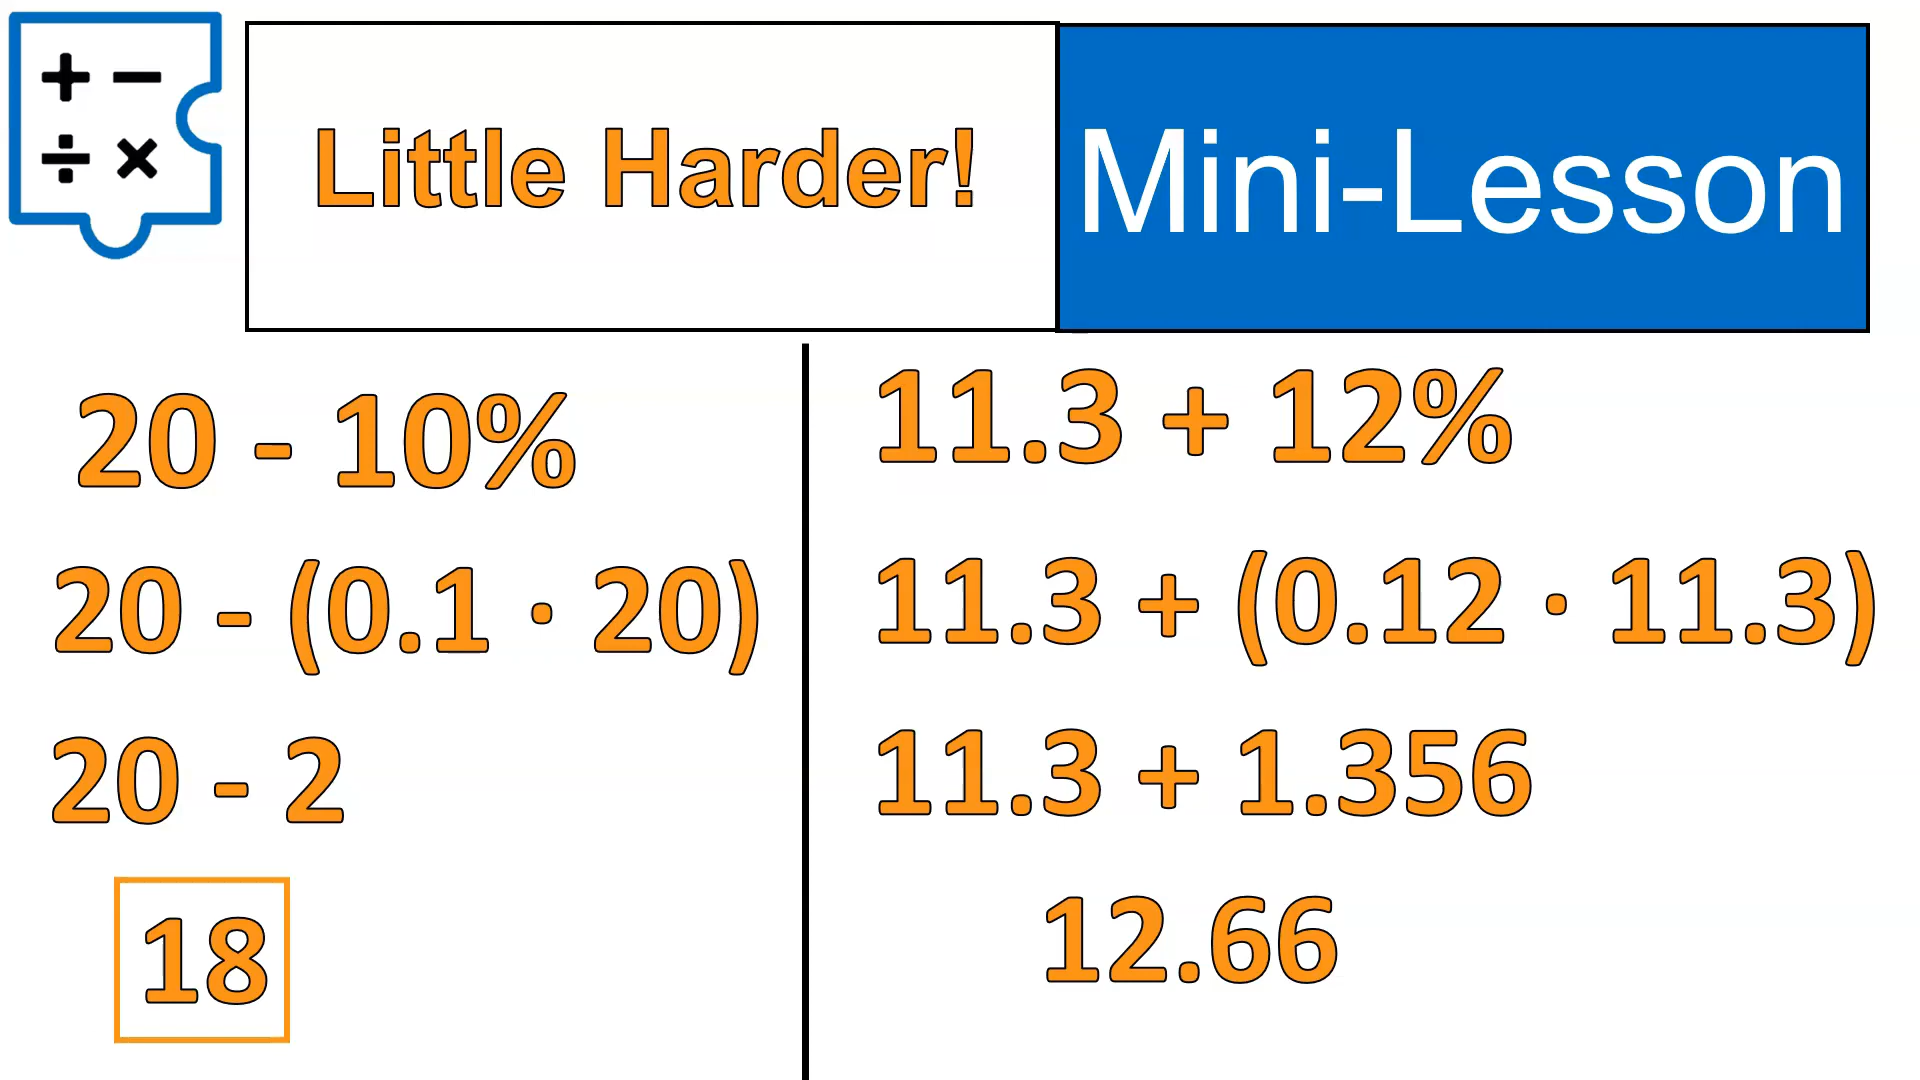 + −
÷ ×
Little Harder!
Mini-Lesson
20 - 10%
20 - (0.1 · 20)
20 - 2
18
11.3 + 12%
11.3 + (0.12 · 11.3)
11.3 + 1.356
12.66